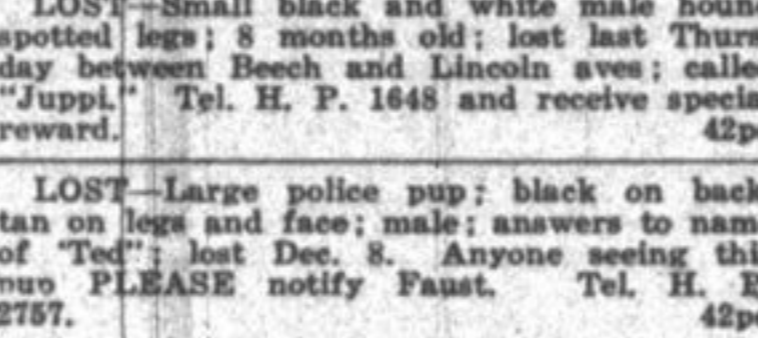 LOST—Small black and white male houn
spotted legs; 8 months old; lost last Thurs
day between Beech and Lincoln aves; calle
"Juppi." Tel. H. P. 1648 and receive specia
reward. 42p
LOST—Large police pup; black on back
tan on legs and face; male; answers to nam
of 'Ted"; lost Dec. 8. Anyone seeing thi
pup PLEASE notify Faust. Tel. H. P
2757. 42p